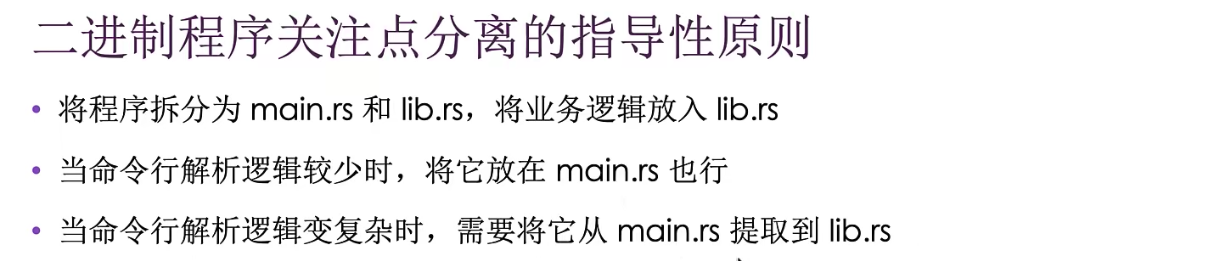 二进制程序关注点分离的指导性原则
• 将程序拆分为 main.rs 和 lib.rs，将业务逻辑放入 lib.rs
• 当命令行解析逻辑较少时，将它放在 main.rs 也行
• 当命令行解析逻辑变复杂时，需要将它从 main.rs 提取到 lib.rs